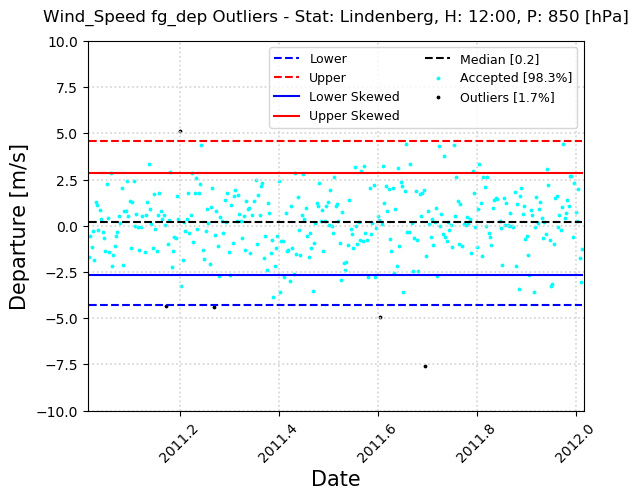 Wind_Speed fg_dep Outliers - Stat: Lindenberg, H: 12:00, P: 850 [hPa]
10.0
7.5
5.0
2.5
0.0
−2.5
−5.0
−7.5
−10.0
Departure [m/s]
Lower
Upper
Lower Skewed
Upper Skewed
Median [0.2]
Accepted [98.3%]
Outliers [1.7%]
2011.2
2011.4
2011.6
2011.8
2012.0
Date